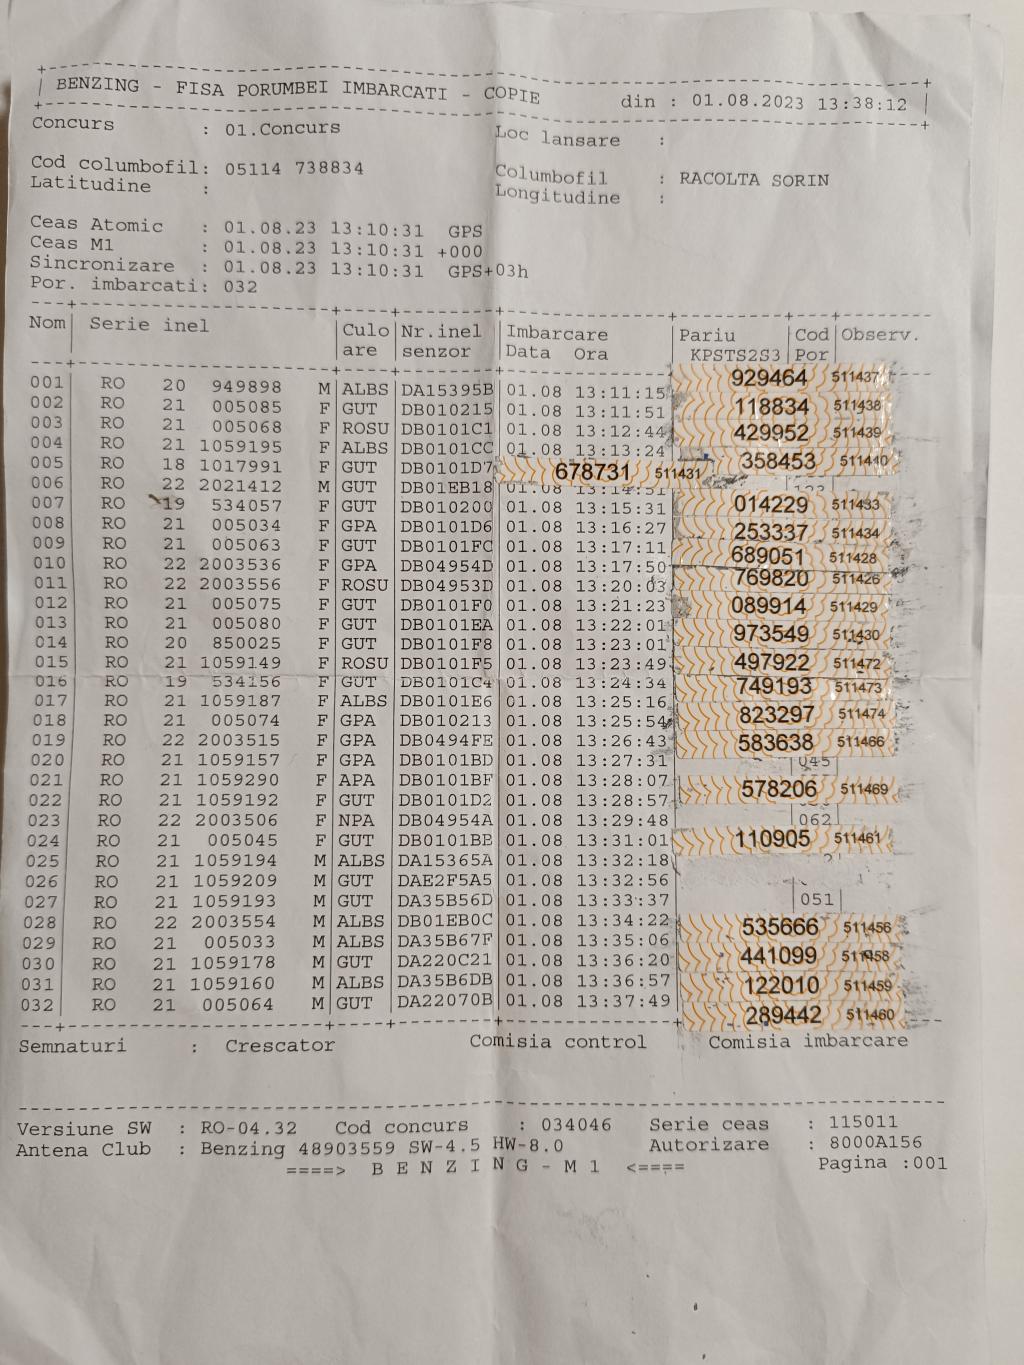 BENZING - FISA PORUMBEI IMBARCATI - COPIE din : 01.08.2023 13:38:12
Concurs : 01.Concurs Loc lansare :
Cod columbofil: 05114 738834 Columbofil : RACOLTA SORIN
Latitudine : Longitudine :
Ceas Atomic : 01.08.23 13:10:31 GPS
Ceas M1 : 01.08.23 13:10:31 +000
Sincronizare : 01.08.23 13:10:31 GPS+03h
Por. imbarcati: 032
Nom Serie inel Culo Nr.inel Imbarcare Pariu Cod Observ.
are senzor Data Ora KPSTS2S3 Por
001 RO 20 949898 M ALBS DA15395B 01.08 13:11:15 929464 511437
002 RO 21 005085 F GUT DB010215 01.08 13:11:51 118834 511438
003 RO 21 005068 F ROSU DB0101C1 01.08 13:12:44 429952 511439
004 RO 21 1059195 F ALBS DB0101CC 01.08 13:13:24 358453 511440
005 RO 18 1017991 F GUT DB0101D7 678731 511431
006 RO 22 2021412 M GUT DB01EB18 01.08 13:14:51
007 RO 19 534057 F GUT DB010200 01.08 13:15:31 014229 511433
008 RO 21 005034 F GPA DB0101D6 01.08 13:16:27 253337 511434
009 RO 21 005063 F GUT DB0101FC 01.08 13:17:11 689051 511428
010 RO 22 2003536 F GPA DB04954D 01.08 13:17:50 769820 511426
011 RO 22 2003556 F ROSU DB04953D 01.08 13:20:03
012 RO 21 005075 F GUT DB0101F0 01.08 13:21:23 089914 511429
013 RO 21 005080 F GUT DB0101EA 01.08 13:22:01 973549 511430
014 RO 20 850025 F GUT DB0101F8 01.08 13:23:01
015 RO 21 1059149 F ROSU DB0101F5 01.08 13:23:49 497922 511472
016 RO 19 534156 F GUT DB0101C4 01.08 13:24:34 749193 511473
017 RO 21 1059187 F ALBS DB0101E6 01.08 13:25:16
018 RO 21 005074 F GPA DB010213 01.08 13:25:54 823297 511474
019 RO 22 2003515 F GPA DB0494FE 01.08 13:26:43 583638 511466
020 RO 21 1059157 F GPA DB0101BD 01.08 13:27:31 045
021 RO 21 1059290 F APA DB0101BF 01.08 13:28:07 578206 511469
022 RO 21 1059192 F GUT DB0101D2 01.08 13:28:57
023 RO 22 2003506 F NPA DB04954A 01.08 13:29:48 062
024 RO 21 005045 F GUT DB0101BE 01.08 13:31:01 110905 511461
025 RO 21 1059194 M ALBS DA15365A 01.08 13:32:18
026 RO 21 1059209 M GUT DAE2F5A5 01.08 13:32:56
027 RO 21 1059193 M GUT DA35B56D 01.08 13:33:37 051
028 RO 22 2003554 M ALBS DB01EB0C 01.08 13:34:22 535666 511456
029 RO 21 005033 M ALBS DA35B67F 01.08 13:35:06
030 RO 21 1059178 M GUT DA220C21 01.08 13:36:20 441099 511458
031 RO 21 1059160 M ALBS DA35B6DB 01.08 13:36:57 122010 511459
032 RO 21 005064 M GUT DA22070B 01.08 13:37:49 289442 511460
Semnaturi : Crescator Comisia control Comisia imbarcare
Versiune SW : RO-04.32 Cod concurs : 034046 Serie ceas : 115011
Antena Club : Benzing 48903559 SW-4.5 HW-8.0 Autorizare : 8000A156
====> B E N Z I N G - M 1 <==== Pagina :001